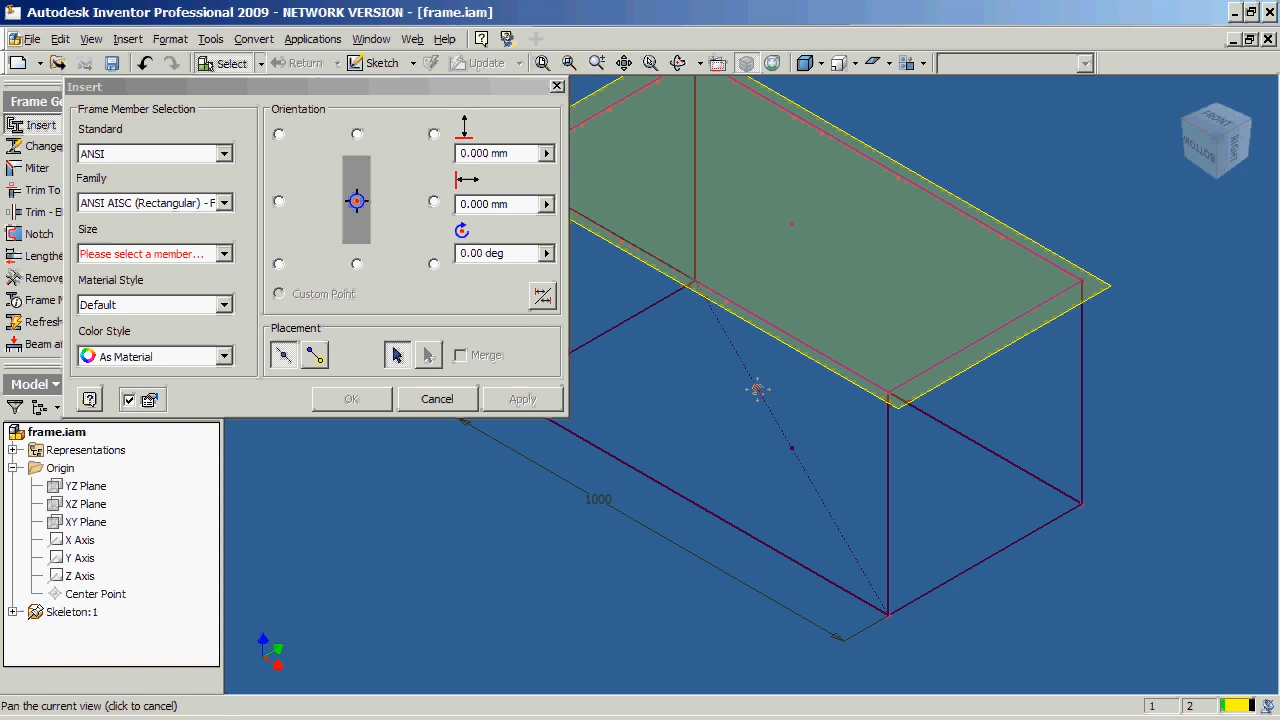 Autodesk Inventor Professional 2009 - NETWORK VERSION - [frame.iam]
File Edit View Insert Format Tools Convert Applications Window Web Help
Select Return Sketch Update
Insert
Frame Member Selection
Orientation
Standard
ANSI
0.000 mm
Family
ANSI AISC (Rectangular) - F
0.000 mm
Size
Please select a member...
0.00 deg
Material Style
Default
Custom Point
Color Style
As Material
Placement
Merge
OK Cancel Apply
Frame Ge
Insert
Change
Miter
Trim To
Trim - E
Notch
Lengthe
Remove
Frame M
Refresh
Beam a
Model
frame.iam
Representations
Origin
YZ Plane
XZ Plane
XY Plane
X Axis
Y Axis
Z Axis
Center Point
Skeleton:1
FRONT
RIGHT
BOTTOM
1000
Pan the current view (click to cancel)
1 2